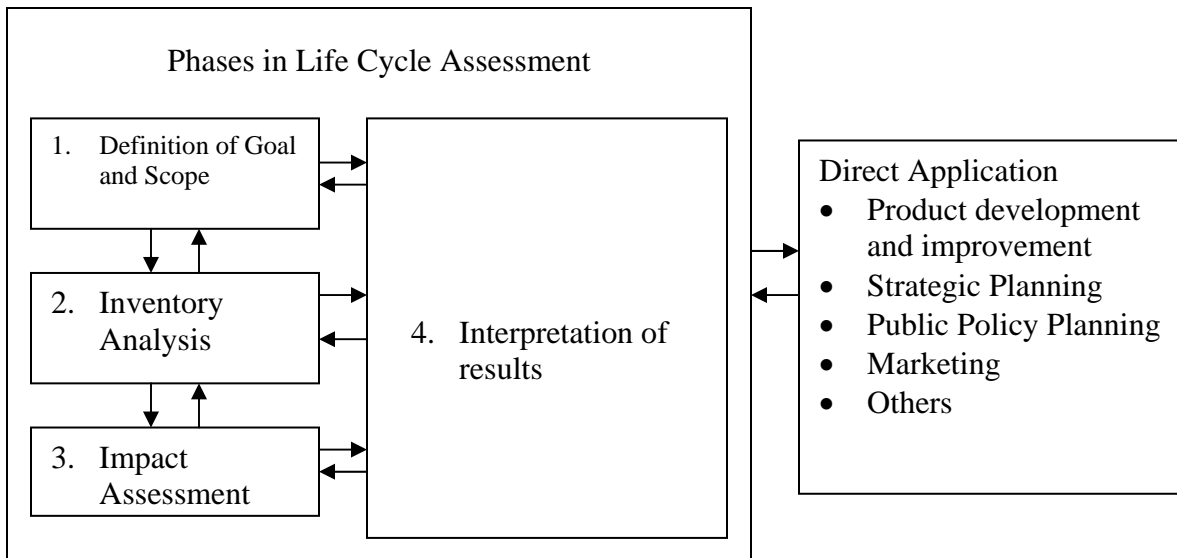 Phases in Life Cycle Assessment
1. Definition of Goal
and Scope
2. Inventory
Analysis
3. Impact
Assessment
4. Interpretation of
results
Direct Application
• Product development
and improvement
• Strategic Planning
• Public Policy Planning
• Marketing
• Others